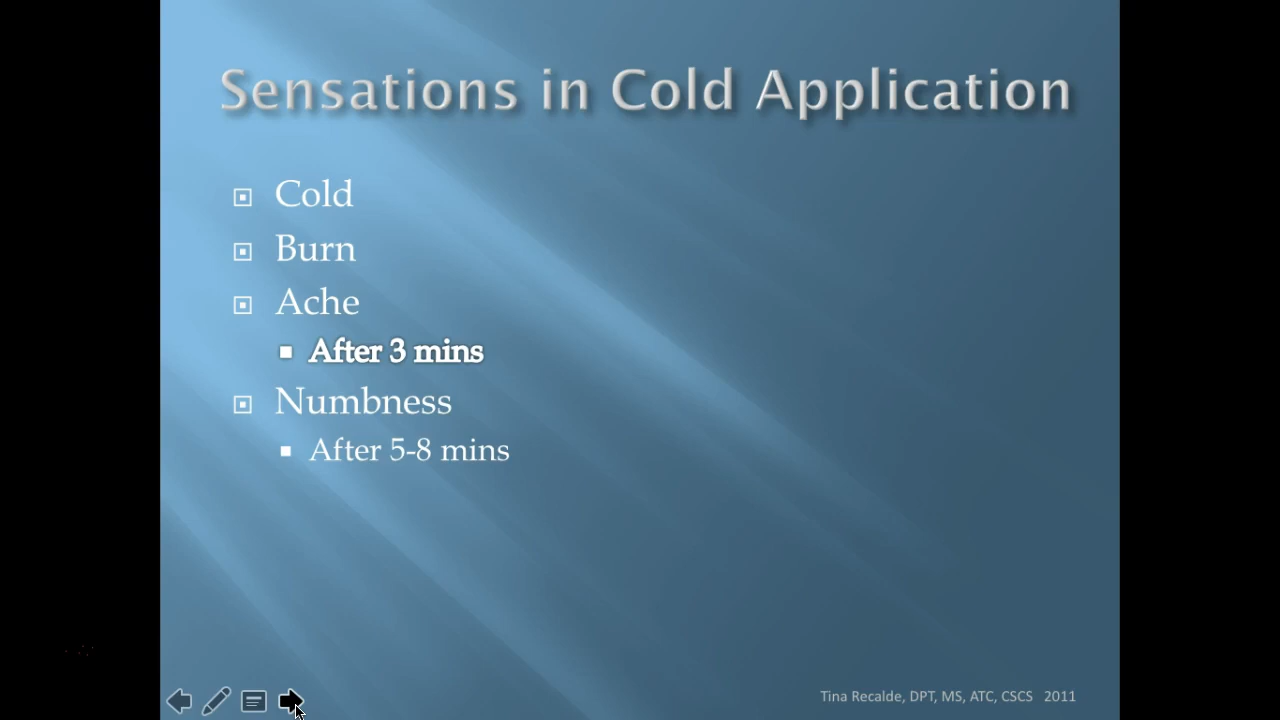 Sensations in Cold Application
Cold
Burn
Ache
After 3 mins
Numbness
After 5-8 mins
Tina Recalde, DPT, MS, ATC, CSCS 2011